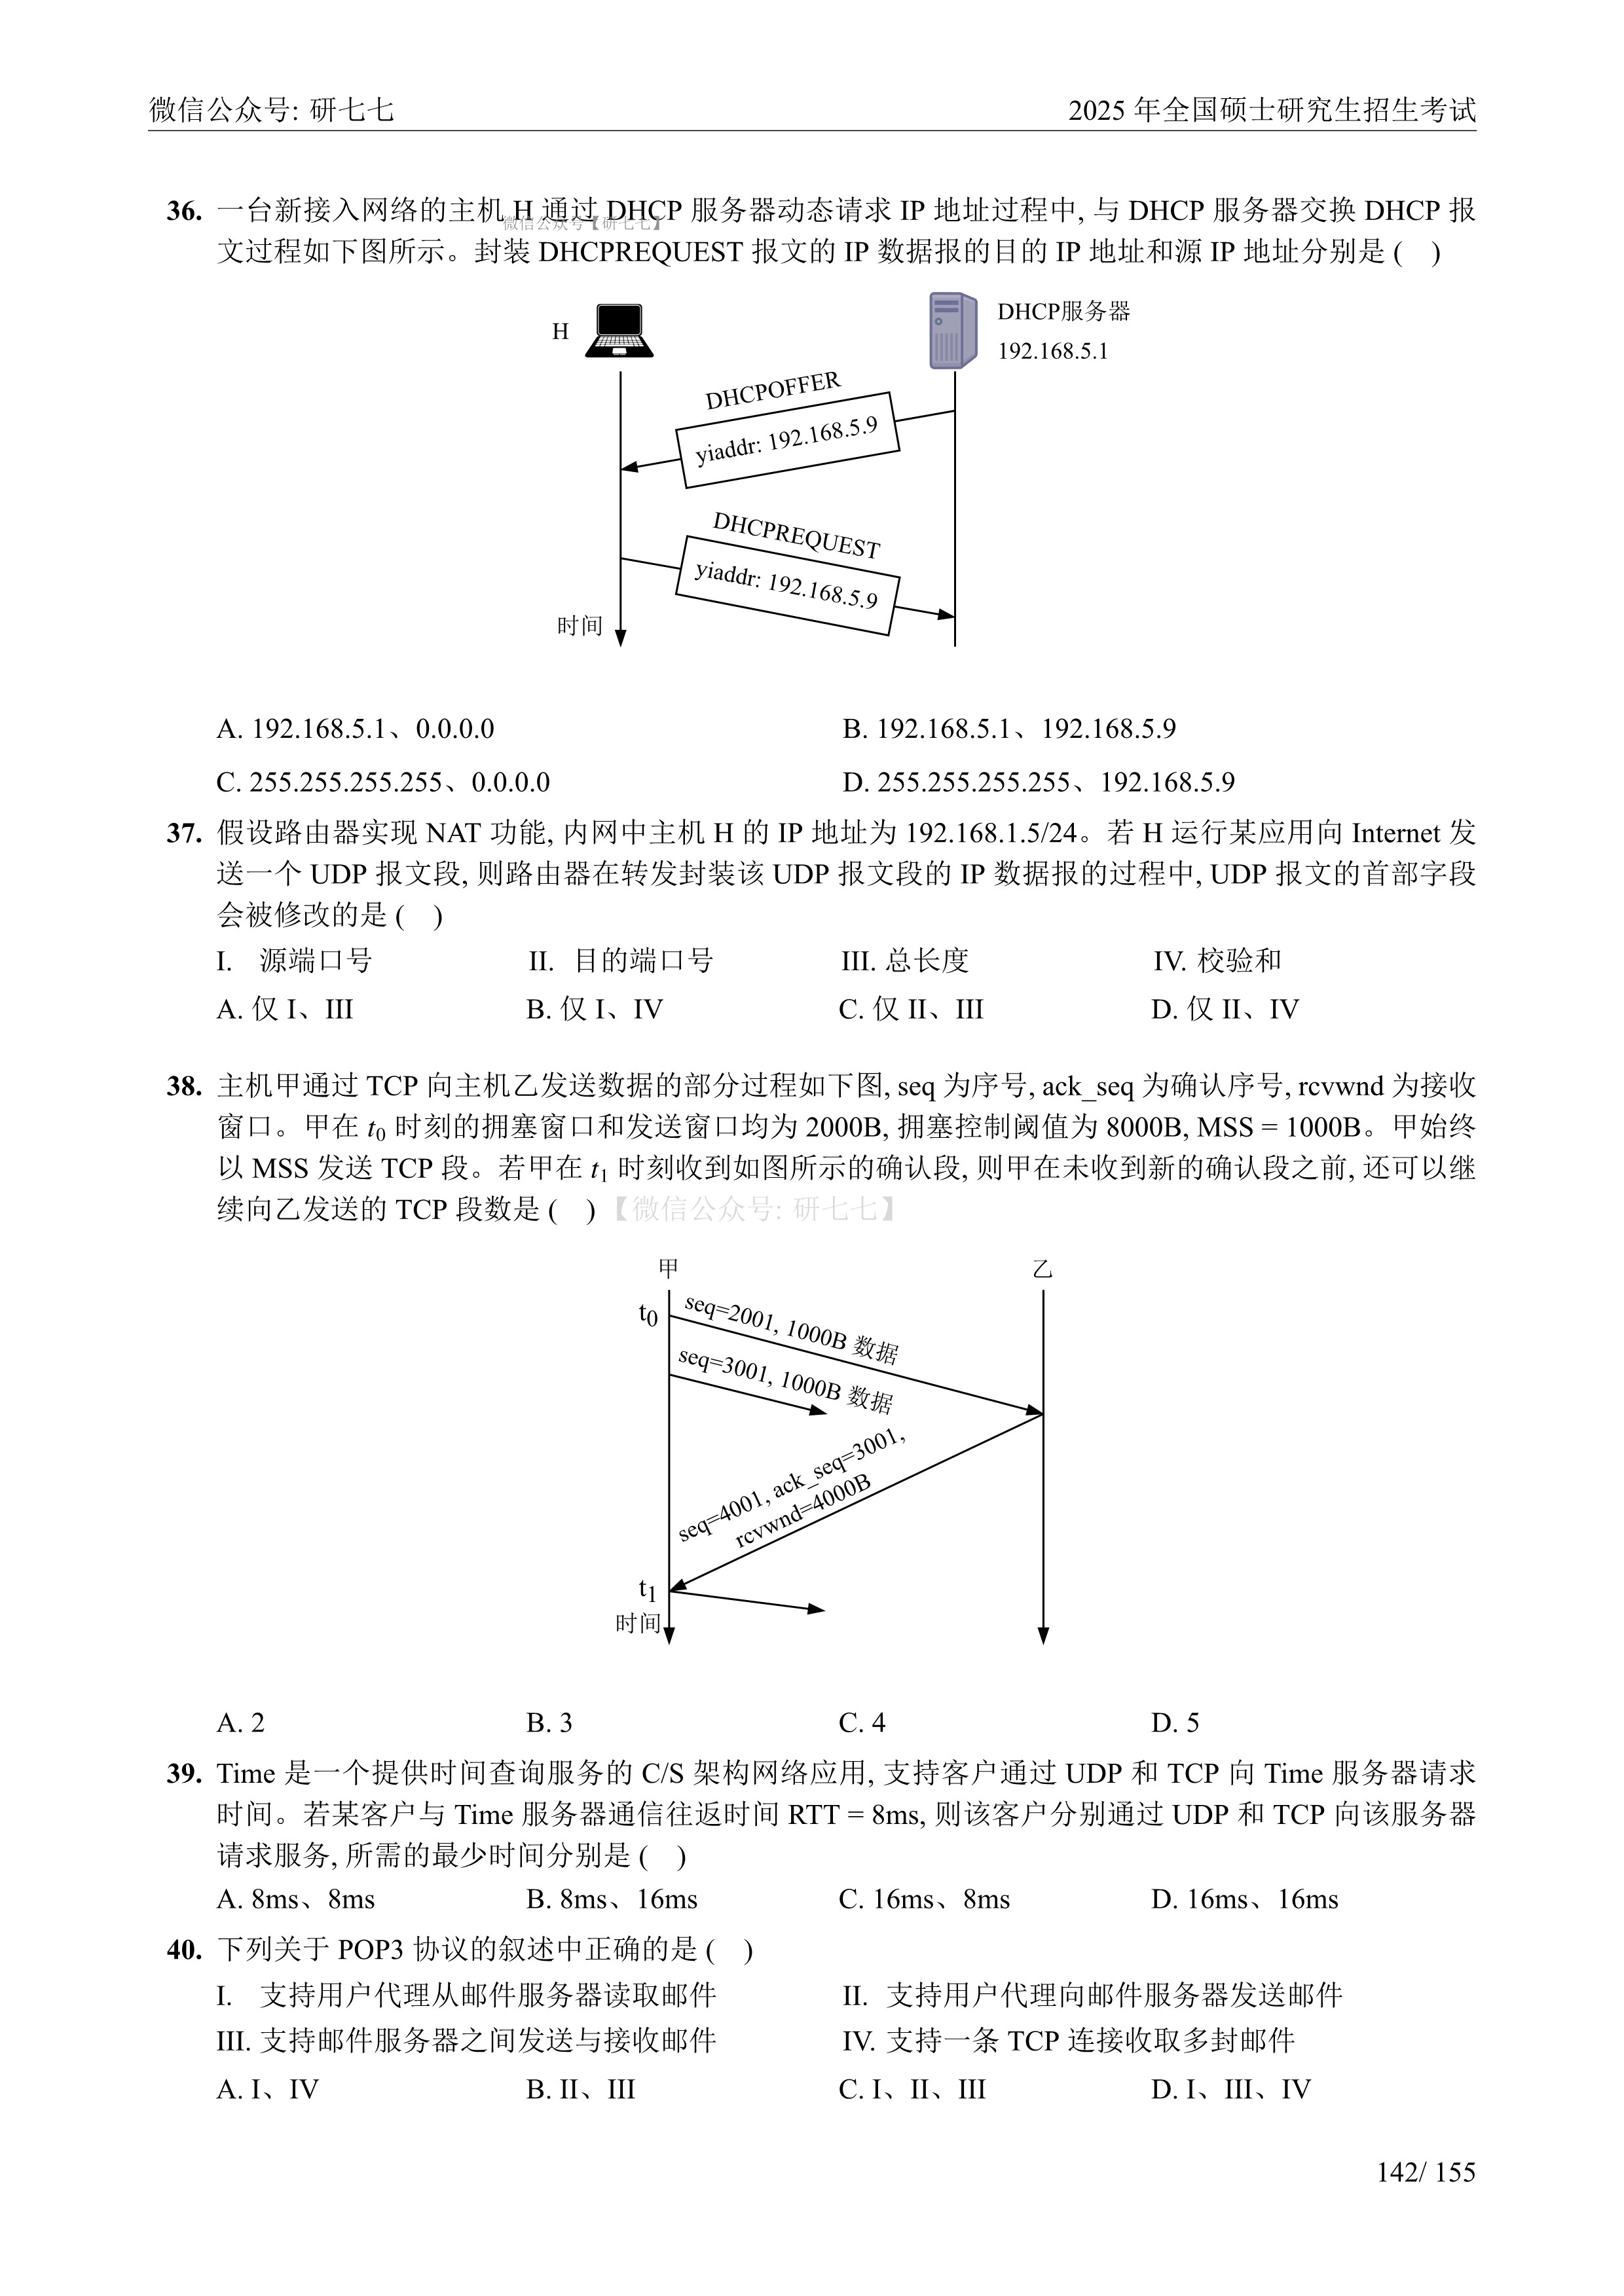 微信公众号: 研七七
2025 年全国硕士研究生招生考试
36. 一台新接入网络的主机 H 通过 DHCP 服务器动态请求 IP 地址过程中, 与 DHCP 服务器交换 DHCP 报
微信公众号【研七七】
文过程如下图所示。封装 DHCPREQUEST 报文的 IP 数据报的目的 IP 地址和源 IP 地址分别是 ( )
H
DHCP服务器
192.168.5.1
DHCPOFFER
yiaddr: 192.168.5.9
DHCPREQUEST
yiaddr: 192.168.5.9
时间
A. 192.168.5.1、0.0.0.0
B. 192.168.5.1、192.168.5.9
C. 255.255.255.255、0.0.0.0
D. 255.255.255.255、192.168.5.9
37. 假设路由器实现 NAT 功能, 内网中主机 H 的 IP 地址为 192.168.1.5/24。若 H 运行某应用向 Internet 发
送一个 UDP 报文段, 则路由器在转发封装该 UDP 报文段的 IP 数据报的过程中, UDP 报文的首部字段
会被修改的是 ( )
I. 源端口号
II. 目的端口号
III. 总长度
IV. 校验和
A. 仅 I、III
B. 仅 I、IV
C. 仅 II、III
D. 仅 II、IV
38. 主机甲通过 TCP 向主机乙发送数据的部分过程如下图, seq 为序号, ack_seq 为确认序号, rcvwnd 为接收
窗口。甲在 t0 时刻的拥塞窗口和发送窗口均为 2000B, 拥塞控制阈值为 8000B, MSS = 1000B。甲始终
以 MSS 发送 TCP 段。若甲在 t1 时刻收到如图所示的确认段, 则甲在未收到新的确认段之前, 还可以继
续向乙发送的 TCP 段数是 ( ) 【微信公众号: 研七七】
甲
乙
t0
seq=2001, 1000B 数据
seq=3001, 1000B 数据
seq=4001, ack_seq=3001,
rcvwnd=4000B
t1
时间
A. 2
B. 3
C. 4
D. 5
39. Time 是一个提供时间查询服务的 C/S 架构网络应用, 支持客户通过 UDP 和 TCP 向 Time 服务器请求
时间。若某客户与 Time 服务器通信往返时间 RTT = 8ms, 则该客户分别通过 UDP 和 TCP 向该服务器
请求服务, 所需的最少时间分别是 ( )
A. 8ms、8ms
B. 8ms、16ms
C. 16ms、8ms
D. 16ms、16ms
40. 下列关于 POP3 协议的叙述中正确的是 ( )
I. 支持用户代理从邮件服务器读取邮件
II. 支持用户代理向邮件服务器发送邮件
III. 支持邮件服务器之间发送与接收邮件
IV. 支持一条 TCP 连接收取多封邮件
A. I、IV
B. II、III
C. I、II、III
D. I、III、IV
142/ 155